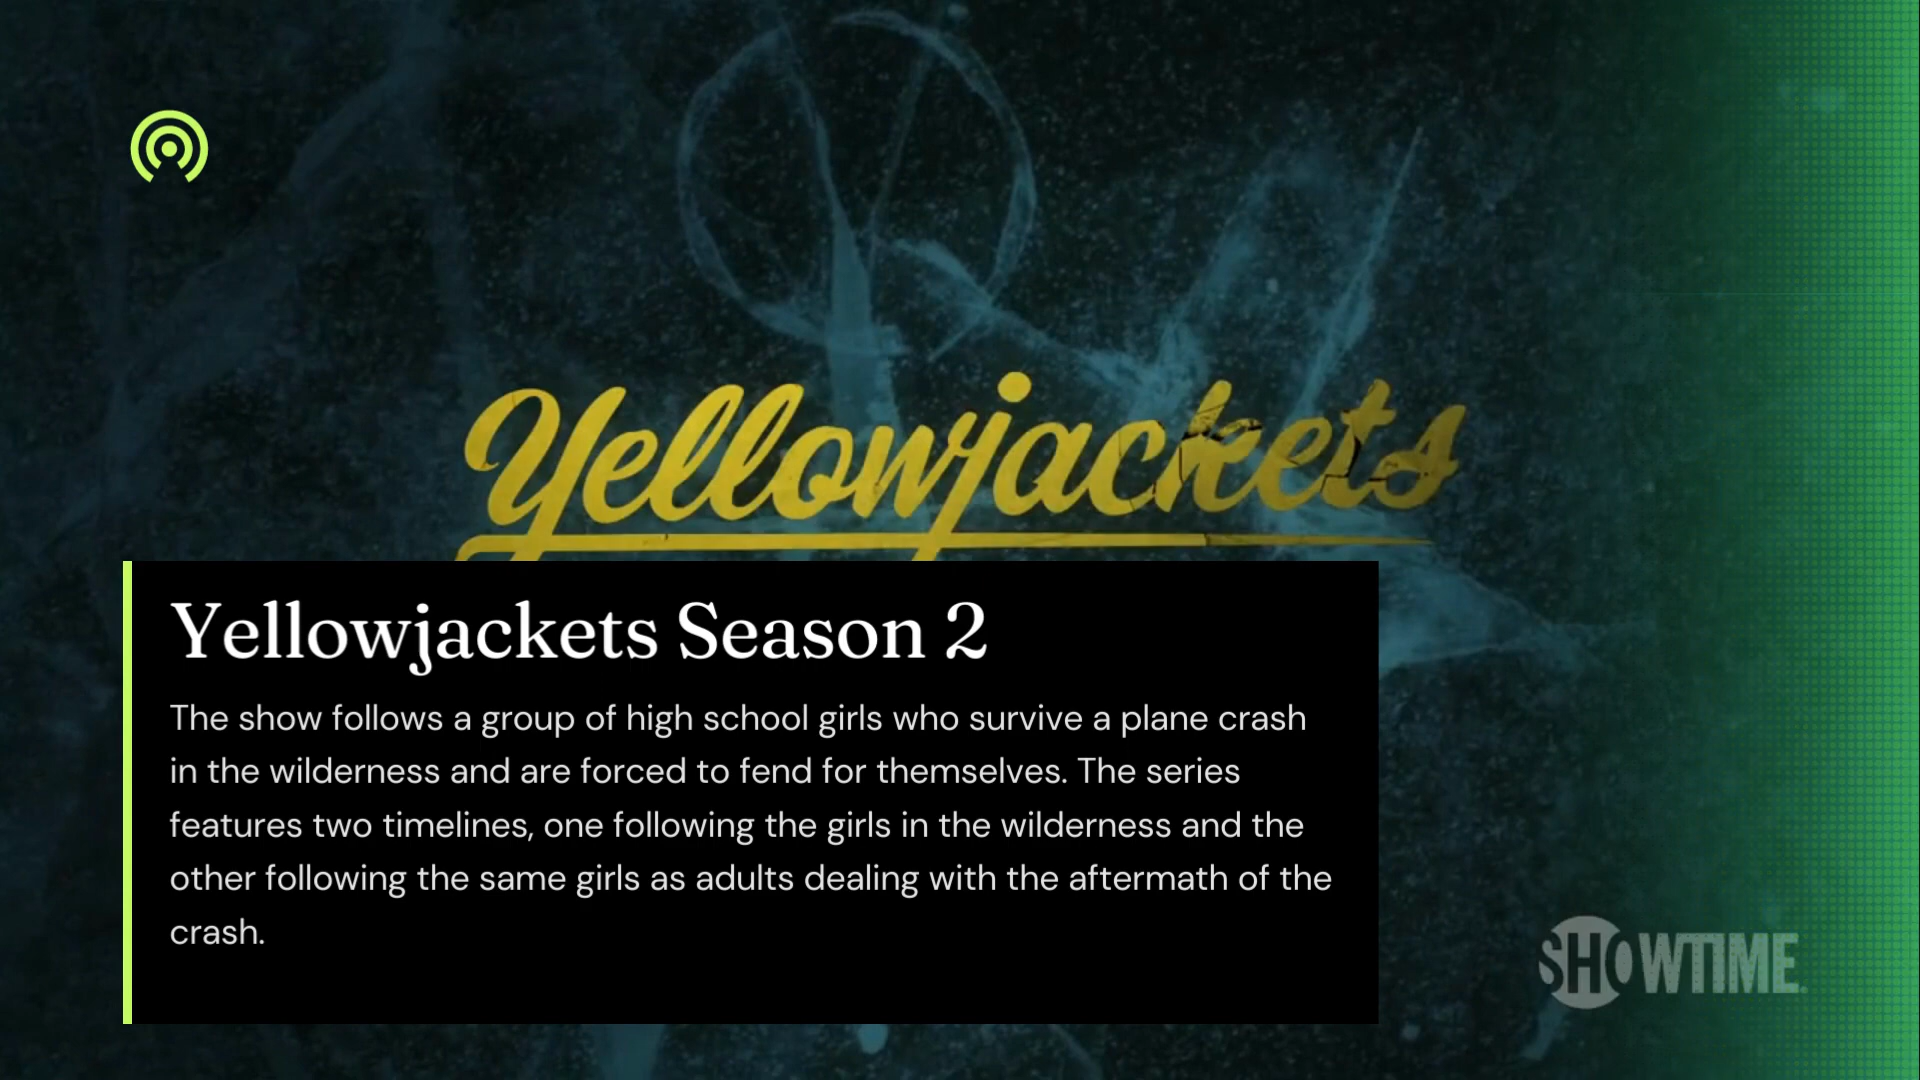 Yellowjackets
Yellowjackets Season 2
The show follows a group of high school girls who survive a plane crash
in the wilderness and are forced to fend for themselves. The series
features two timelines, one following the girls in the wilderness and the
other following the same girls as adults dealing with the aftermath of the
crash.
SHOWTIME.